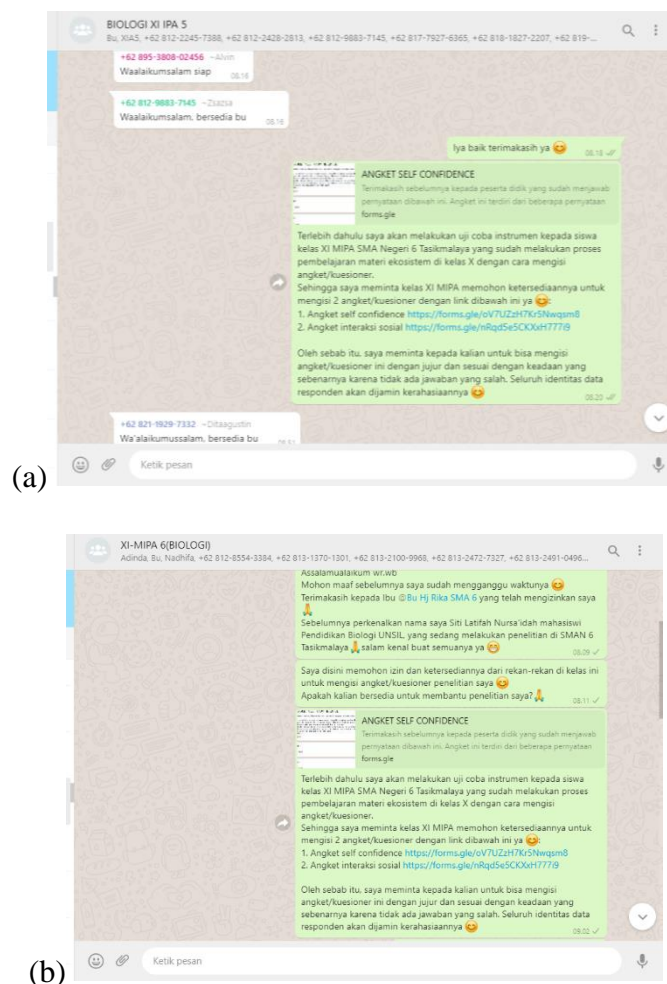 BIOLOGI XI IPA 5
Bu, XIA5, +62 812-2245-7388, +62 812-2428-2813, +62 812-9883-7145, +62 817-7927-6365, +62 818-1827-2207, +62 819-...
+62 895-3808-02456 ~Alvin
Waalaikumsalam siap
08.16
+62 812-9883-7145 ~Zsazsa
Waalaikumsalam, bersedia bu
08.16
Iya baik terimakasih ya 😊
08.18
ANGKET SELF CONFIDENCE
Terimakasih sebelumnya kepada peserta didik yang sudah menjawab
pernyataan dibawah ini. Angket ini terdiri dari beberapa pernyataan
forms.gle
Terlebih dahulu saya akan melakukan uji coba instrumen kepada siswa
kelas XI MIPA SMA Negeri 6 Tasikmalaya yang sudah melakukan proses
pembelajaran materi ekosistem di kelas X dengan cara mengisi
angket/kuesioner.
Sehingga saya meminta kelas XI MIPA memohon ketersediaannya untuk
mengisi 2 angket/kuesioner dengan link dibawah ini ya 😊:
1. Angket self confidence https://forms.gle/oV7UZzH7Kr5Nwqsm8
2. Angket interaksi sosial https://forms.gle/nRqd5e5CKXxH777i9
Oleh sebab itu, saya meminta kepada kalian untuk bisa mengisi
angket/kuesioner ini dengan jujur dan sesuai dengan keadaan yang
sebenarnya karena tidak ada jawaban yang salah. Seluruh identitas data
responden akan dijamin kerahasiaannya 😊
08.20
+62 821-1929-7332 ~Ditaagustin
Wa'alaikumussalam, bersedia bu
Ketik pesan
(a)
XI-MIPA 6(BIOLOGI)
Adinda, Bu, Nadhifa, +62 812-8554-3384, +62 813-1370-1301, +62 813-2100-9968, +62 813-2472-7327, +62 813-2491-0496...
Assalamualaikum wr.wb
Mohon maaf sebelumnya saya sudah mengganggu waktunya 😊
Terimakasih kepada Ibu @Bu Hj Rika SMA 6 yang telah mengizinkan saya
🙏
Sebelumnya perkenalkan nama saya Siti Latifah Nursa'idah mahasiswi
Pendidikan Biologi UNSIL, yang sedang melakukan penelitian di SMAN 6
Tasikmalaya 🙏 salam kenal buat semuanya ya 😁
08.09
Saya disini memohon izin dan ketersediannya dari rekan-rekan di kelas ini
untuk mengisi angket/kuesioner penelitian saya 😊
Apakah kalian bersedia untuk membantu penelitian saya? 🙏
08.11
ANGKET SELF CONFIDENCE
Terimakasih sebelumnya kepada peserta didik yang sudah menjawab
pernyataan dibawah ini. Angket ini terdiri dari beberapa pernyataan
forms.gle
Terlebih dahulu saya akan melakukan uji coba instrumen kepada siswa
kelas XI MIPA SMA Negeri 6 Tasikmalaya yang sudah melakukan proses
pembelajaran materi ekosistem di kelas X dengan cara mengisi
angket/kuesioner.
Sehingga saya meminta kelas XI MIPA memohon ketersediaannya untuk
mengisi 2 angket/kuesioner dengan link dibawah ini ya 😊:
1. Angket self confidence https://forms.gle/oV7UZzH7Kr5Nwqsm8
2. Angket interaksi sosial https://forms.gle/nRqd5e5CKXxH777i9
Oleh sebab itu, saya meminta kepada kalian untuk bisa mengisi
angket/kuesioner ini dengan jujur dan sesuai dengan keadaan yang
sebenarnya karena tidak ada jawaban yang salah. Seluruh identitas data
responden akan dijamin kerahasiaannya 😊
09.02
Ketik pesan
(b)